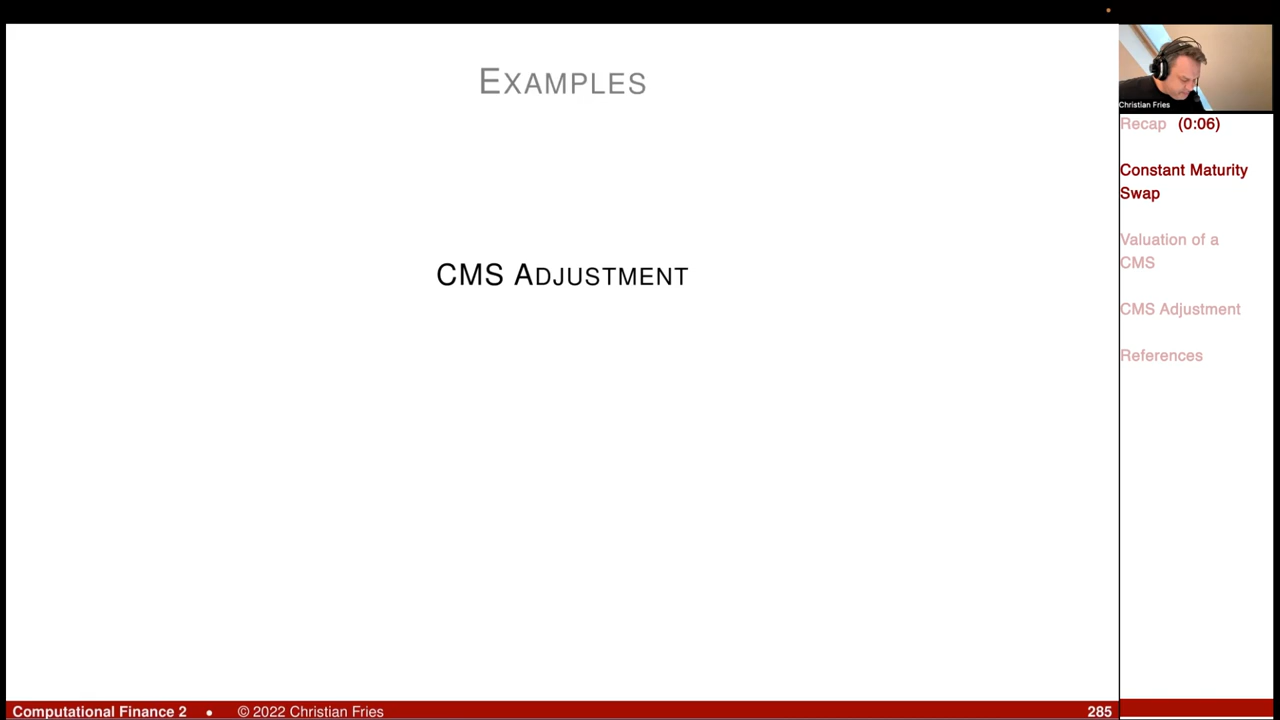 EXAMPLES
CMS ADJUSTMENT
Christian Fries
Recap (0:06)
Constant Maturity
Swap
Valuation of a
CMS
CMS Adjustment
References
Computational Finance 2 • © 2022 Christian Fries 285